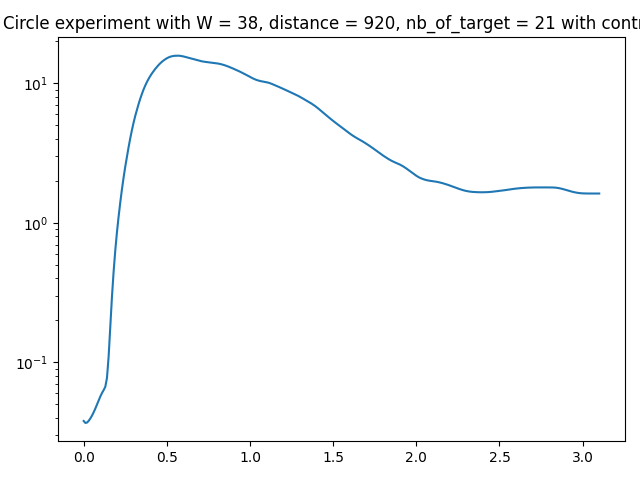 Circle experiment with W = 38, distance = 920, nb_of_target = 21 with contr
10¹
10⁰
10⁻¹
0.0 0.5 1.0 1.5 2.0 2.5 3.0